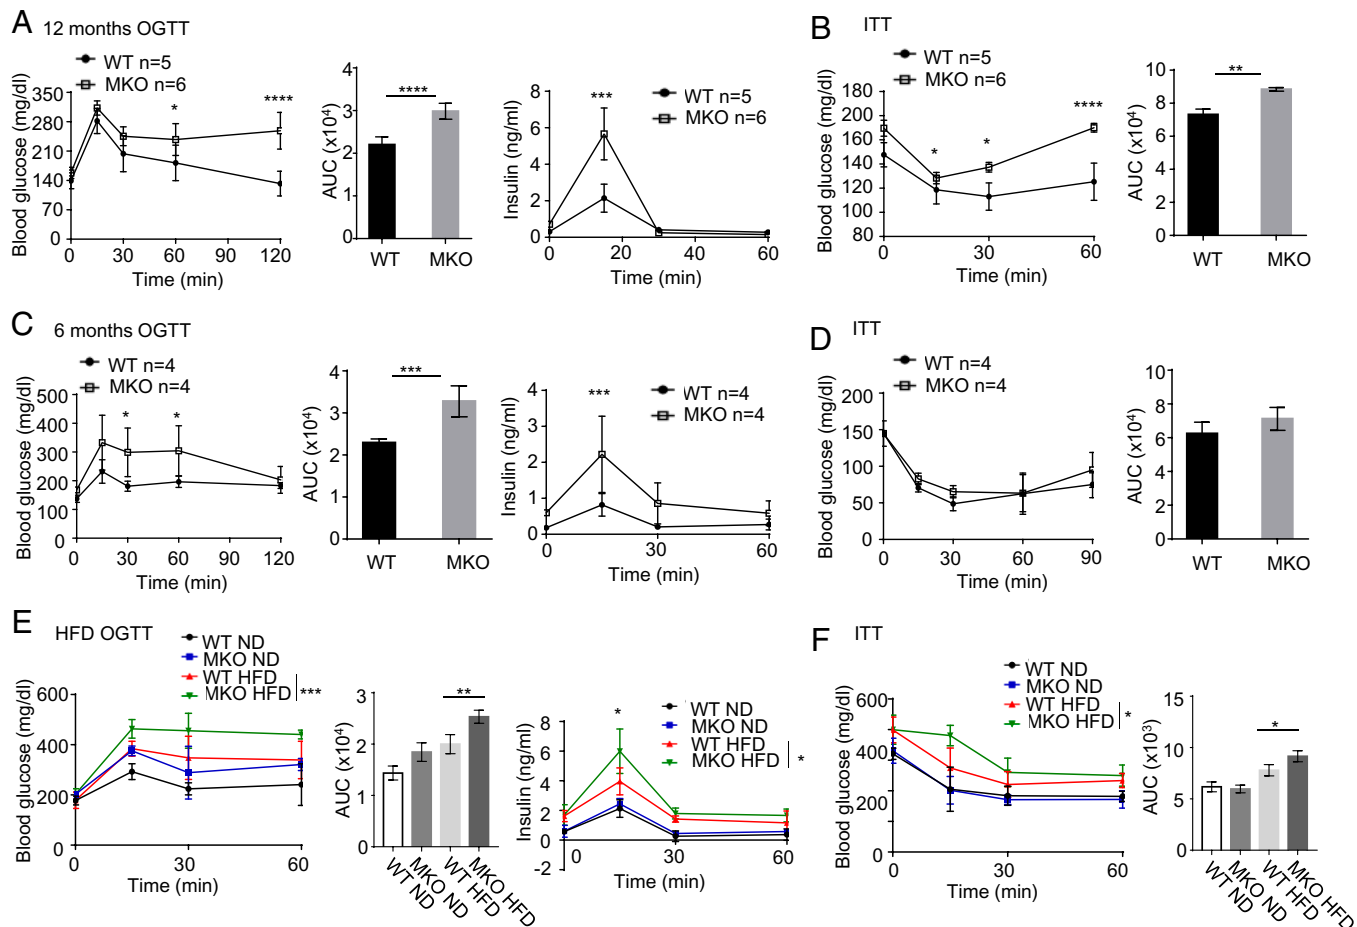 A 12 months OGTT
WT n=5
MKO n=6
Blood glucose (mg/dl)
350
280
210
140
70
0
* ****
0 30 60 90 120
Time (min)
AUC (x10⁴)
4
3
2
1
0
****
WT MKO
Insulin (ng/ml)
8
6
4
2
0
***
WT n=5
MKO n=6
0 20 40 60
Time (min)
B ITT
WT n=5
MKO n=6
Blood glucose (mg/dl)
180
200
160
140
120
100
80
* * ****
0 30 60
Time (min)
AUC (x10⁴)
10
8
6
4
2
0
**
WT MKO
C 6 months OGTT
WT n=4
MKO n=4
Blood glucose (mg/dl)
500
400
300
200
100
0
* *
0 30 60 90 120
Time (min)
AUC (x10⁴)
4
3
2
1
0
***
WT MKO
Insulin (ng/ml)
4
3
2
1
0
***
WT n=4
MKO n=4
0 30 60
Time (min)
D ITT
WT n=4
MKO n=4
Blood glucose (mg/dl)
200
150
100
50
0
0 30 60 90
Time (min)
AUC (x10⁴)
8
6
4
2
0
WT MKO
E HFD OGTT
WT ND
MKO ND
WT HFD
MKO HFD
***
Blood glucose (mg/dl)
600
400
200
0
0 30 60
Time (min)
AUC (x10⁴)
3
2
1
0
**
WT ND
MKO ND
WT HFD
MKO HFD
Insulin (ng/ml)
8
6
4
2
0
-2
*
WT ND
MKO ND
WT HFD
MKO HFD
*
0 30 60
Time (min)
F ITT
WT ND
MKO ND
WT HFD
MKO HFD
*
Blood glucose (mg/dl)
600
400
200
0
0 30 60
Time (min)
AUC (x10³)
15
10
5
0
*
WT ND
MKO ND
WT HFD
MKO HFD